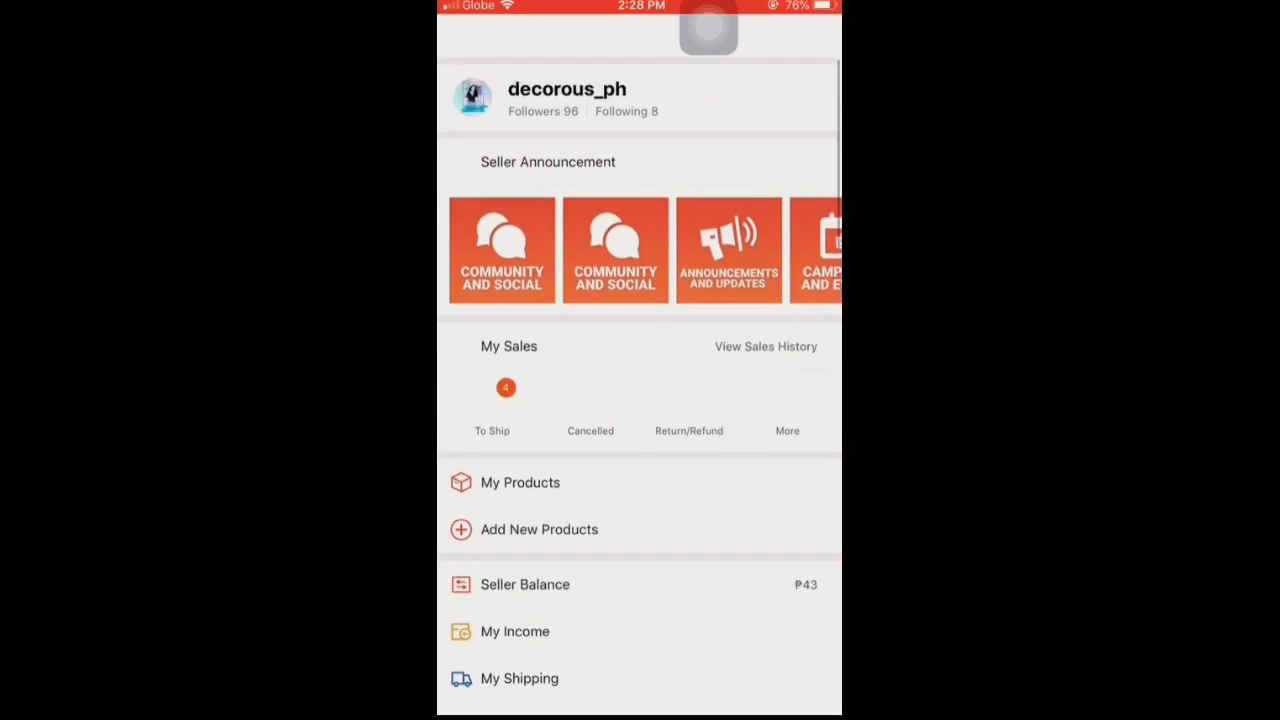 Globe 2:28 PM 76%
decorous_ph
Followers 96 Following 8
Seller Announcement
COMMUNITY
AND SOCIAL
COMMUNITY
AND SOCIAL
ANNOUNCEMENTS
AND UPDATES
CAMP
AND E
My Sales View Sales History
4
To Ship Cancelled Return/Refund More
My Products
Add New Products
Seller Balance ₱43
My Income
My Shipping